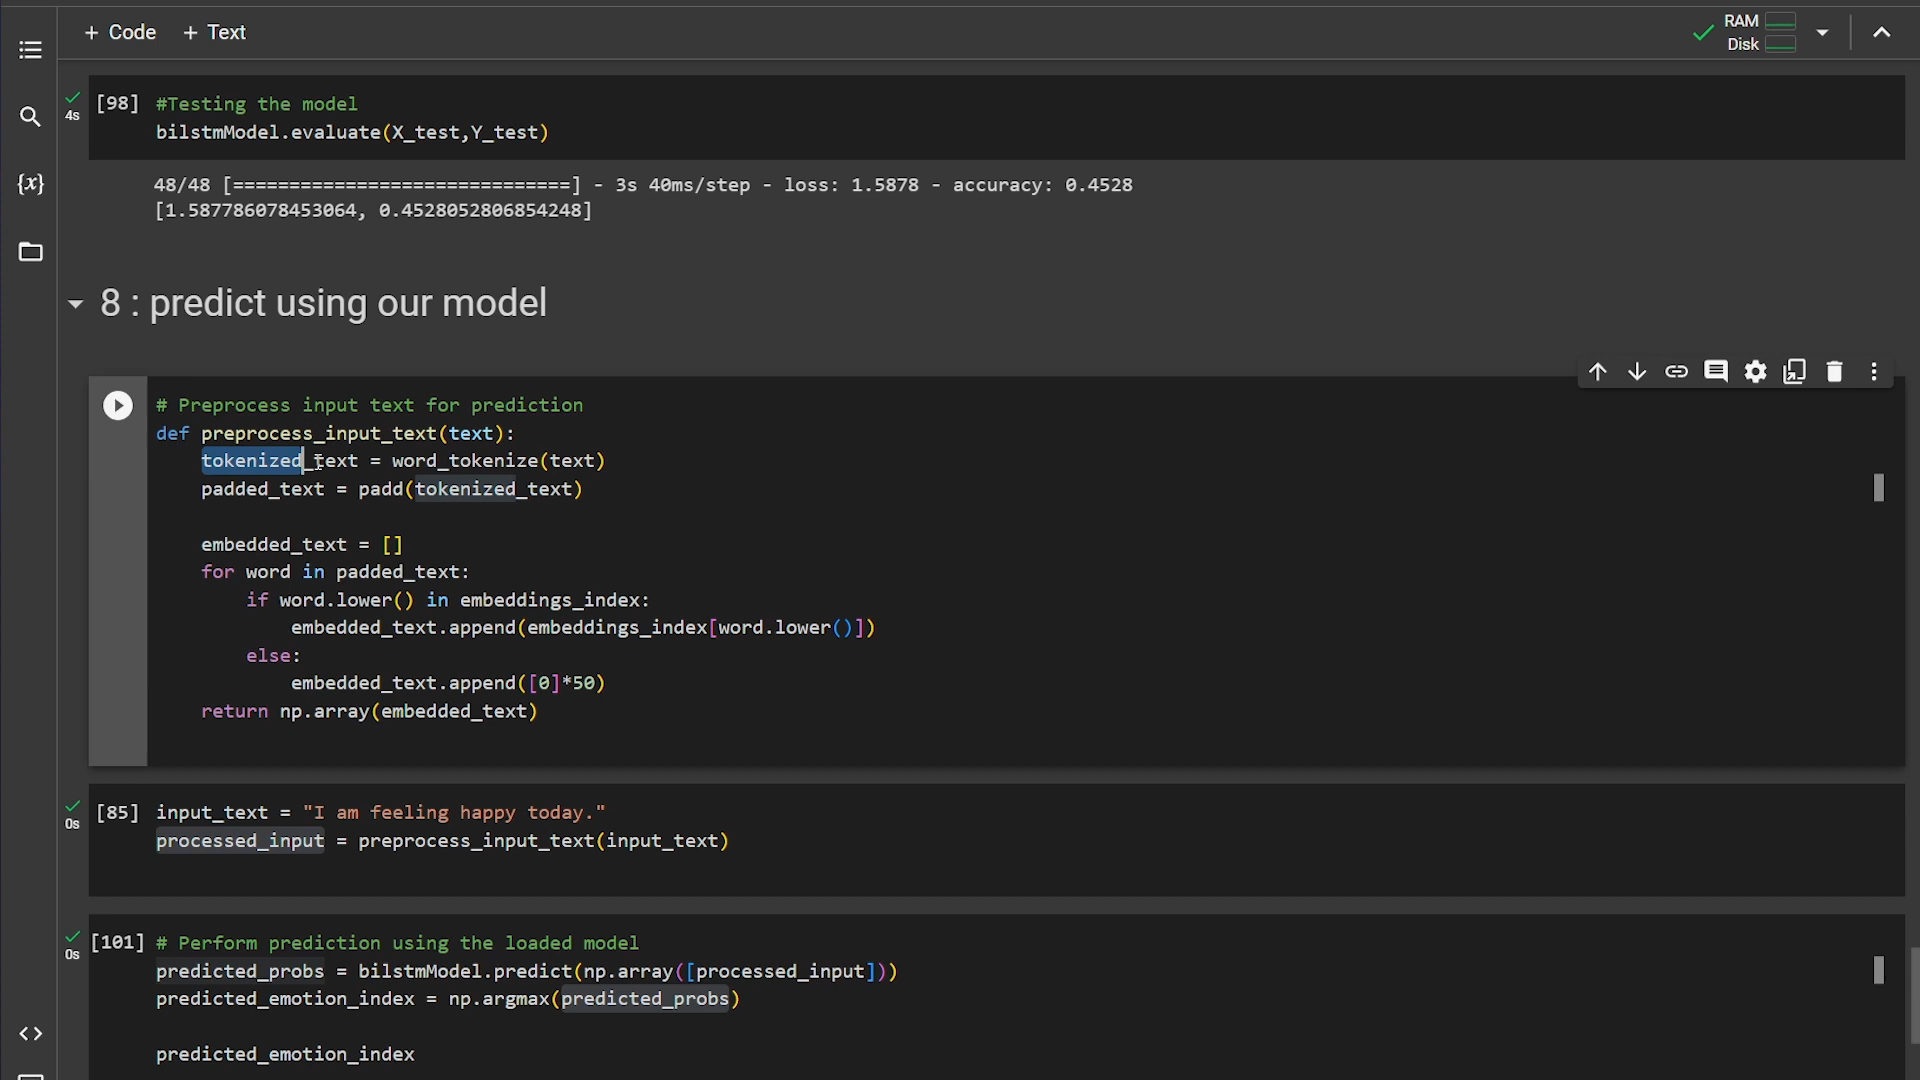 + Code + Text
RAM
Disk
4s
[98] #Testing the model
bilstmModel.evaluate(X_test,Y_test)
48/48 [==============================] - 3s 40ms/step - loss: 1.5878 - accuracy: 0.4528
[1.587786078453064, 0.4528052806854248]
{x}
8 : predict using our model
# Preprocess input text for prediction
def preprocess_input_text(text):
    tokenized_text = word_tokenize(text)
    padded_text = padd(tokenized_text)
    embedded_text = []
    for word in padded_text:
        if word.lower() in embeddings_index:
            embedded_text.append(embeddings_index[word.lower()])
        else:
            embedded_text.append([0]*50)
    return np.array(embedded_text)
0s
[85] input_text = "I am feeling happy today."
processed_input = preprocess_input_text(input_text)
0s
[101] # Perform prediction using the loaded model
predicted_probs = bilstmModel.predict(np.array([processed_input]))
predicted_emotion_index = np.argmax(predicted_probs)
predicted_emotion_index